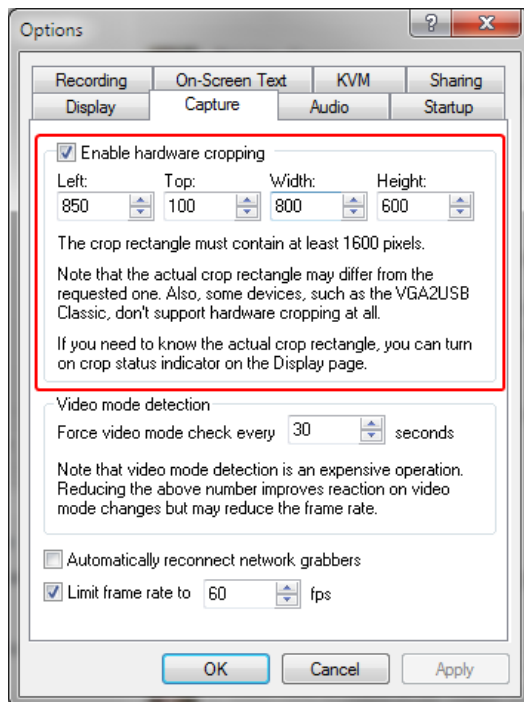 Options
Recording On-Screen Text KVM Sharing
Display Capture Audio Startup
Enable hardware cropping
Left: Top: Width: Height:
850 100 800 600
The crop rectangle must contain at least 1600 pixels.
Note that the actual crop rectangle may differ from the
requested one. Also, some devices, such as the VGA2USB
Classic, don't support hardware cropping at all.
If you need to know the actual crop rectangle, you can turn
on crop status indicator on the Display page.
Video mode detection
Force video mode check every 30 seconds
Note that video mode detection is an expensive operation.
Reducing the above number improves reaction on video
mode changes but may reduce the frame rate.
Automatically reconnect network grabbers
Limit frame rate to 60 fps
OK Cancel Apply